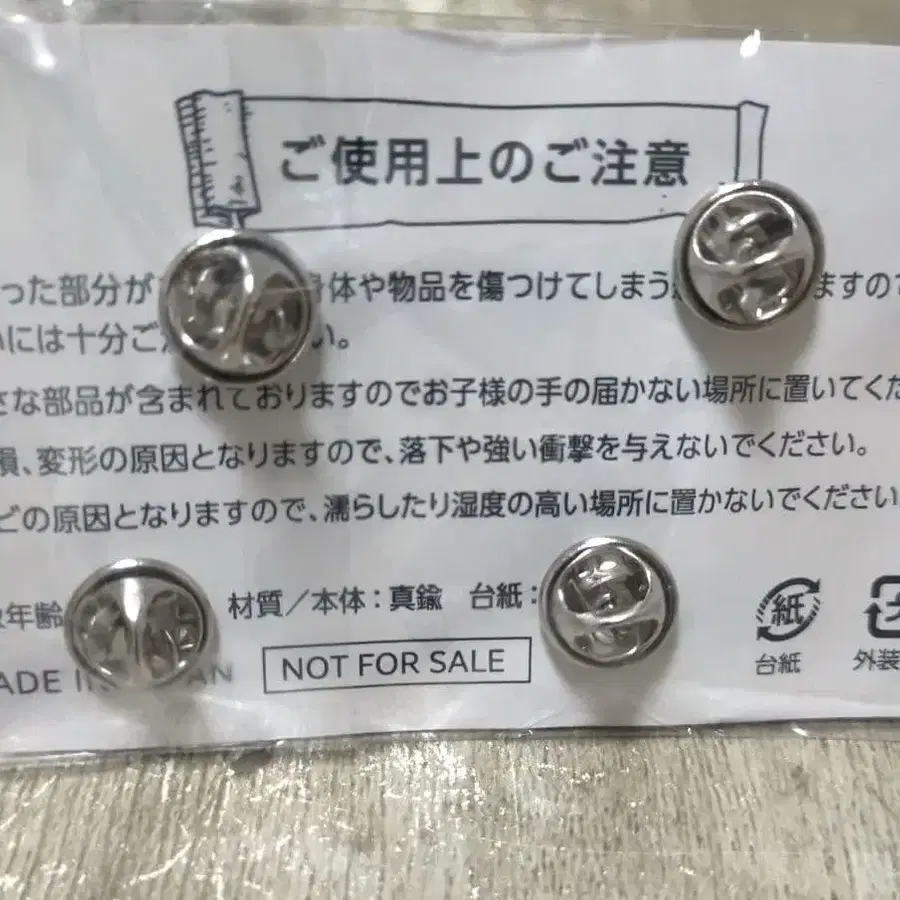 ご使用上のご注意
った部分が 身体や物品を傷つけてしまう ますので
いには十分ご い。
さな部品が含まれておりますのでお子様の手の届かない場所に置いてくだ
損、変形の原因となりますので、落下や強い衝撃を与えないでください。
どの原因となりますので、濡らしたり湿度の高い場所に置かないでください
年齢 材質／本体：真鍮 台紙：
ADE IN AN NOT FOR SALE
紙
台紙 外装